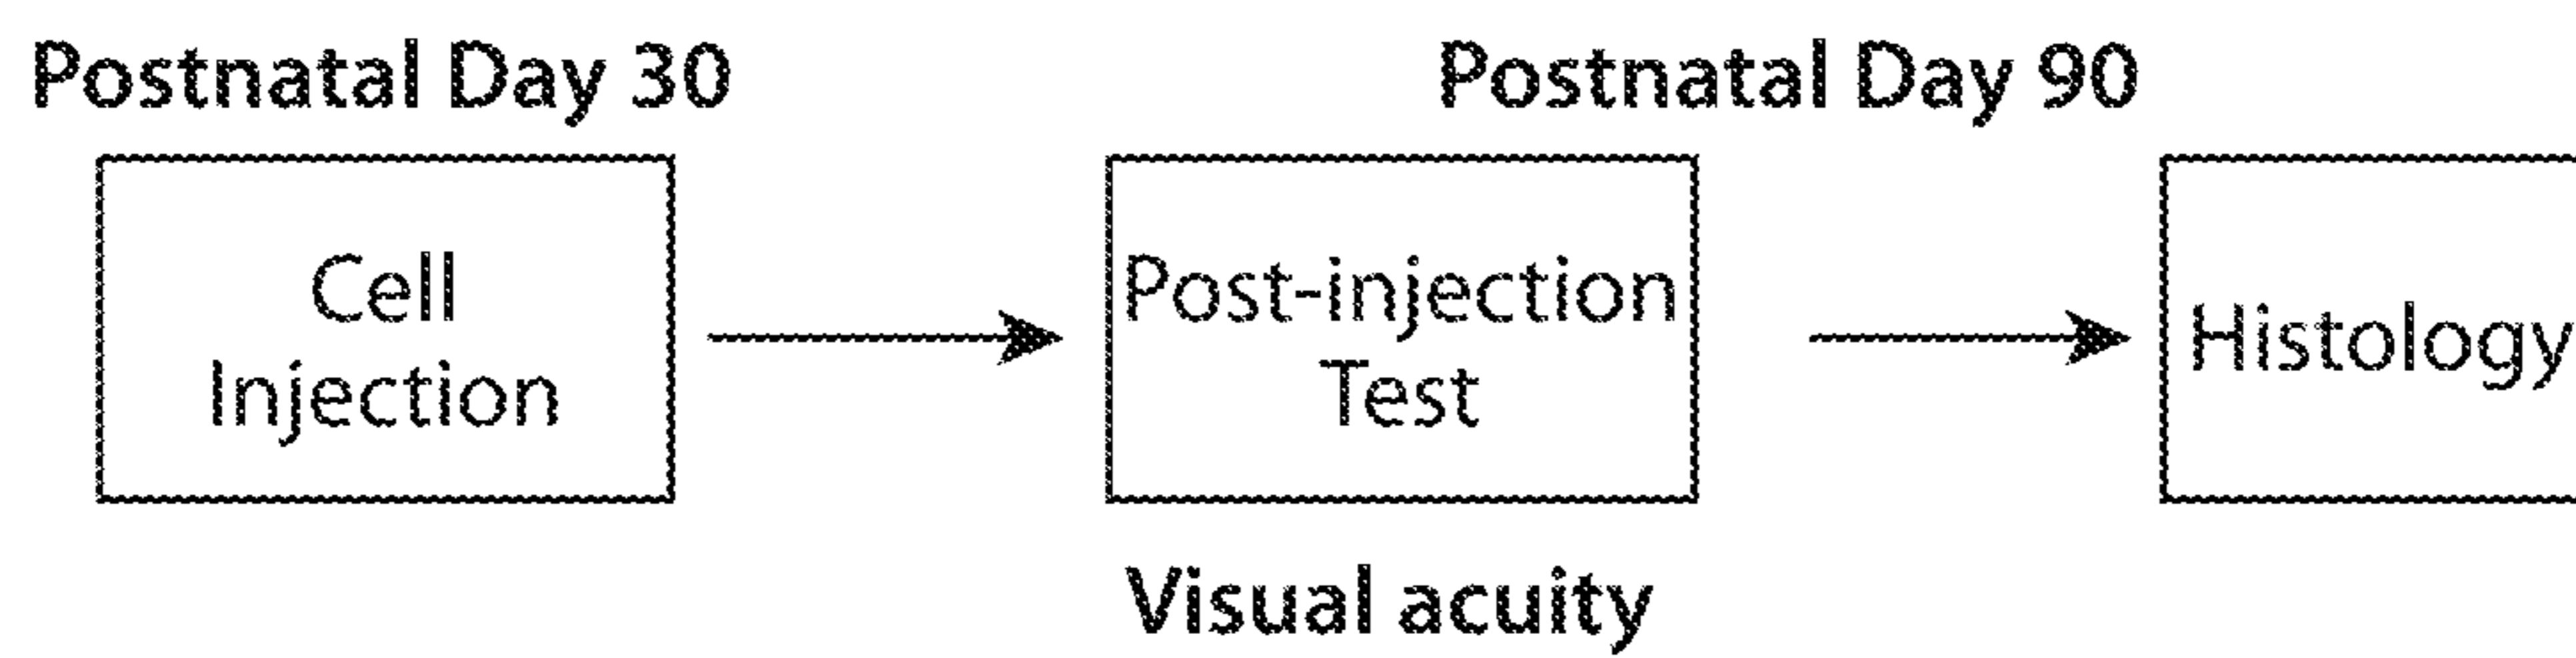 Postnatal Day 30
Postnatal Day 90
Cell
Injection
Post-injection
Test
Histology
Visual acuity